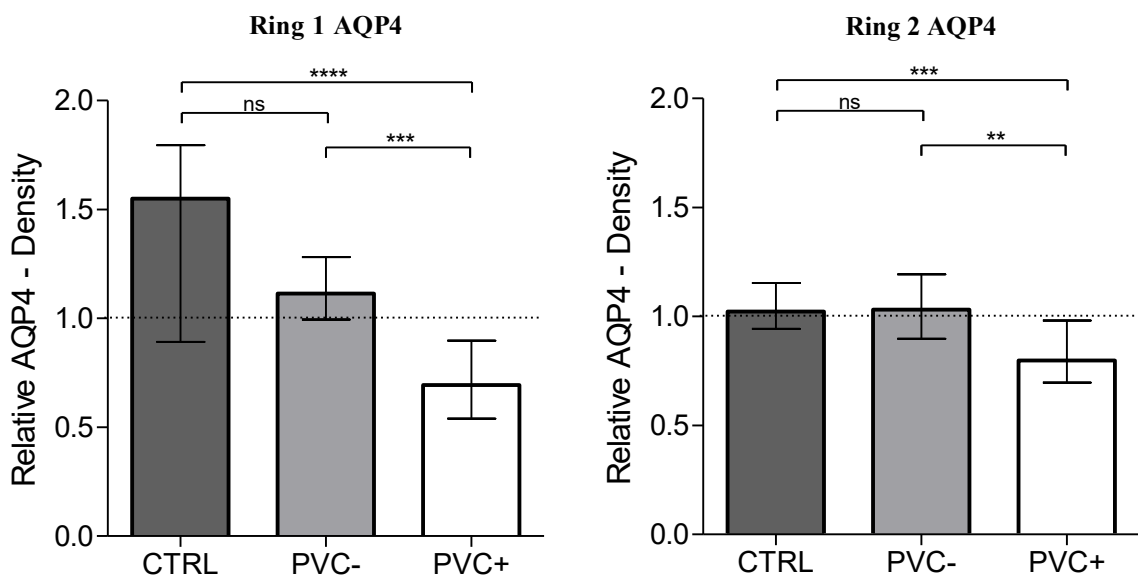 Ring 1 AQP4
****
ns
***
Relative AQP4 - Density
2.0
1.5
1.0
0.5
0.0
CTRL PVC- PVC+
Ring 2 AQP4
***
ns
**
Relative AQP4 - Density
2.0
1.5
1.0
0.5
0.0
CTRL PVC- PVC+